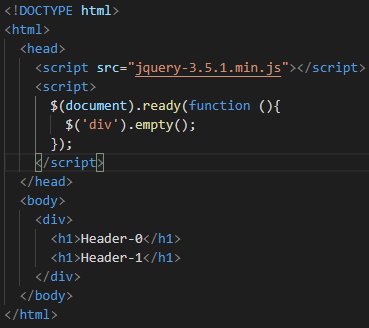 <!DOCTYPE html>
<html>
  <head>
    <script src="jquery-3.5.1.min.js"></script>
    <script>
      $(document).ready(function (){
        $('div').empty();
      });
    </script>
  </head>
  <body>
    <div>
      <h1>Header-0</h1>
      <h1>Header-1</h1>
    </div>
  </body>
</html>